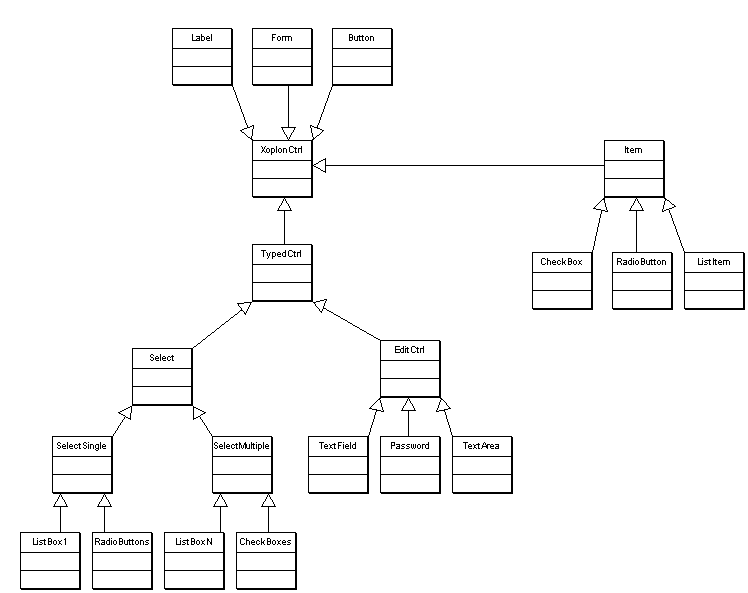 Label
Form
Button
XoplonCtrl
Item
TypedCtrl
CheckBox
RadioButton
ListItem
Select
EditCtrl
SelectSingle
SelectMultiple
TextField
Password
TextArea
ListBox1
RadioButtons
ListBoxN
CheckBoxes